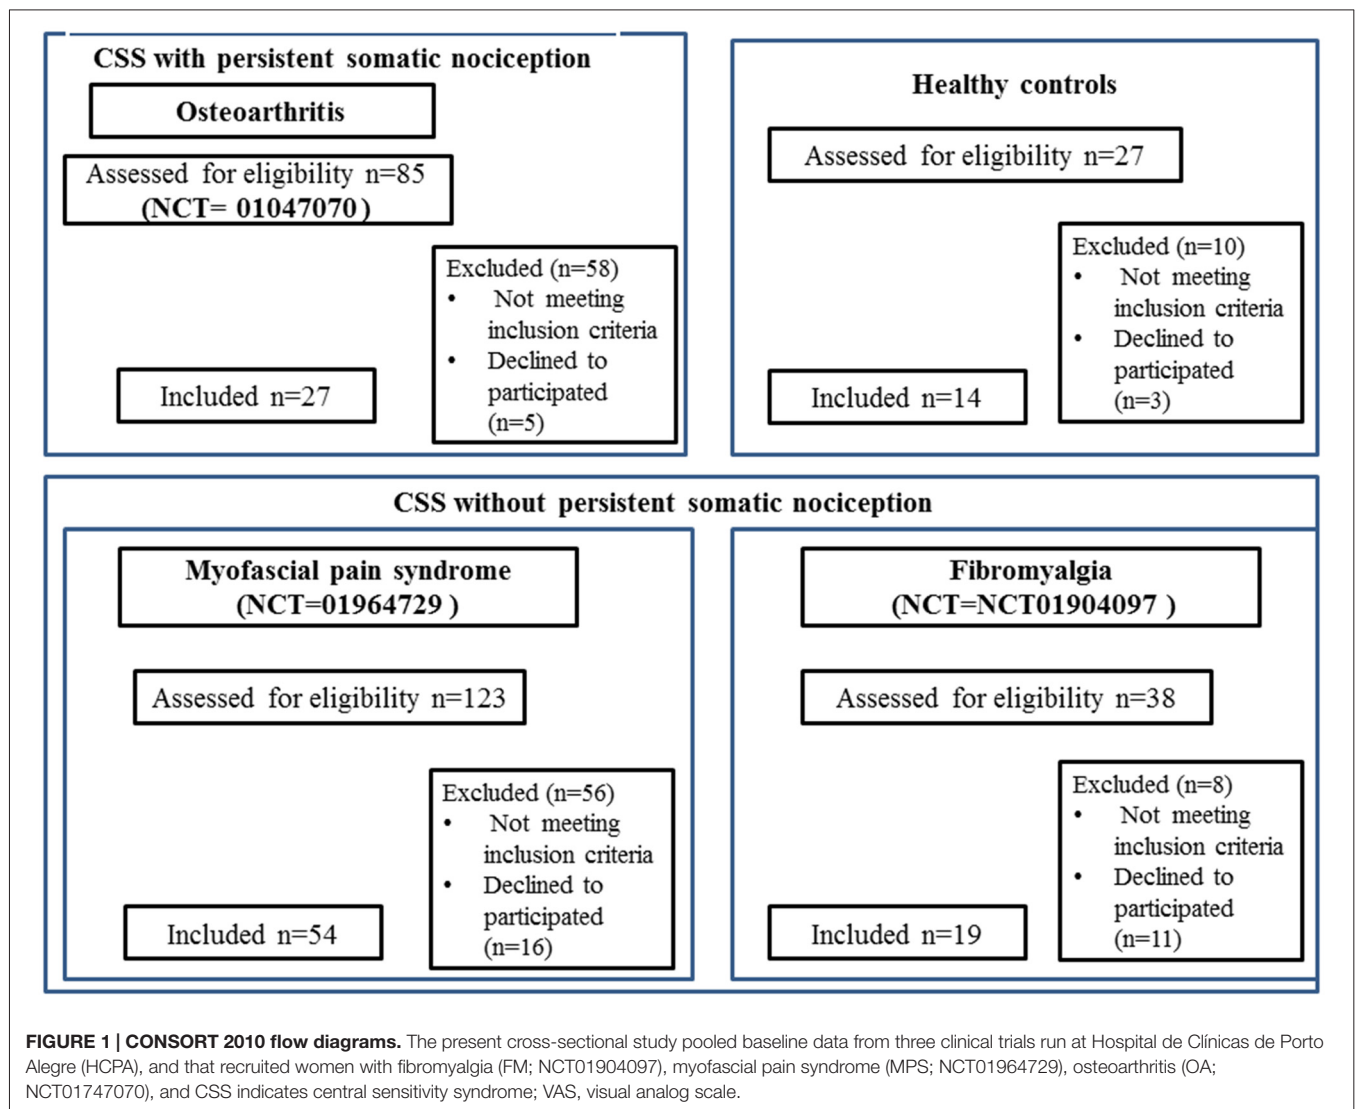 CSS with persistent somatic nociception
Osteoarthritis
Assessed for eligibility n=85
(NCT= 01047070)
Excluded (n=58)
• Not meeting
inclusion criteria
• Declined to
participated
(n=5)
Included n=27
Healthy controls
Assessed for eligibility n=27
Excluded (n=10)
• Not meeting
inclusion criteria
• Declined to
participated
(n=3)
Included n=14
CSS without persistent somatic nociception
Myofascial pain syndrome
(NCT=01964729 )
Assessed for eligibility n=123
Excluded (n=56)
• Not meeting
inclusion criteria
• Declined to
participated
(n=16)
Included n=54
Fibromyalgia
(NCT=NCT01904097 )
Assessed for eligibility n=38
Excluded (n=8)
• Not meeting
inclusion criteria
• Declined to
participated
(n=11)
Included n=19
FIGURE 1 | CONSORT 2010 flow diagrams. The present cross-sectional study pooled baseline data from three clinical trials run at Hospital de Clínicas de Porto
Alegre (HCPA), and that recruited women with fibromyalgia (FM; NCT01904097), myofascial pain syndrome (MPS; NCT01964729), osteoarthritis (OA;
NCT01747070), and CSS indicates central sensitivity syndrome; VAS, visual analog scale.